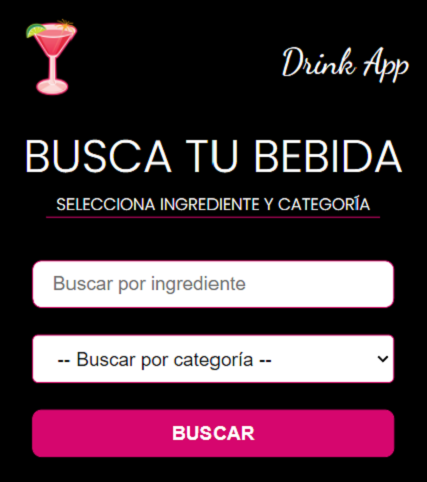 Drink App
BUSCA TU BEBIDA
SELECCIONA INGREDIENTE Y CATEGORÍA
Buscar por ingrediente
-- Buscar por categoría --
BUSCAR